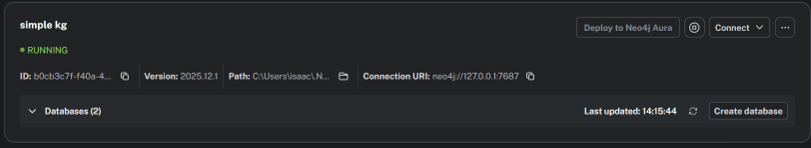 simple kg
Deploy to Neo4j Aura
Connect
RUNNING
ID: b0cb3c7f-f40a-4... Version: 2025.12.1 Path: C:\Users\isaac\.N... Connection URI: neo4j://127.0.0.1:7687
Databases (2)
Last updated: 14:15:44
Create database